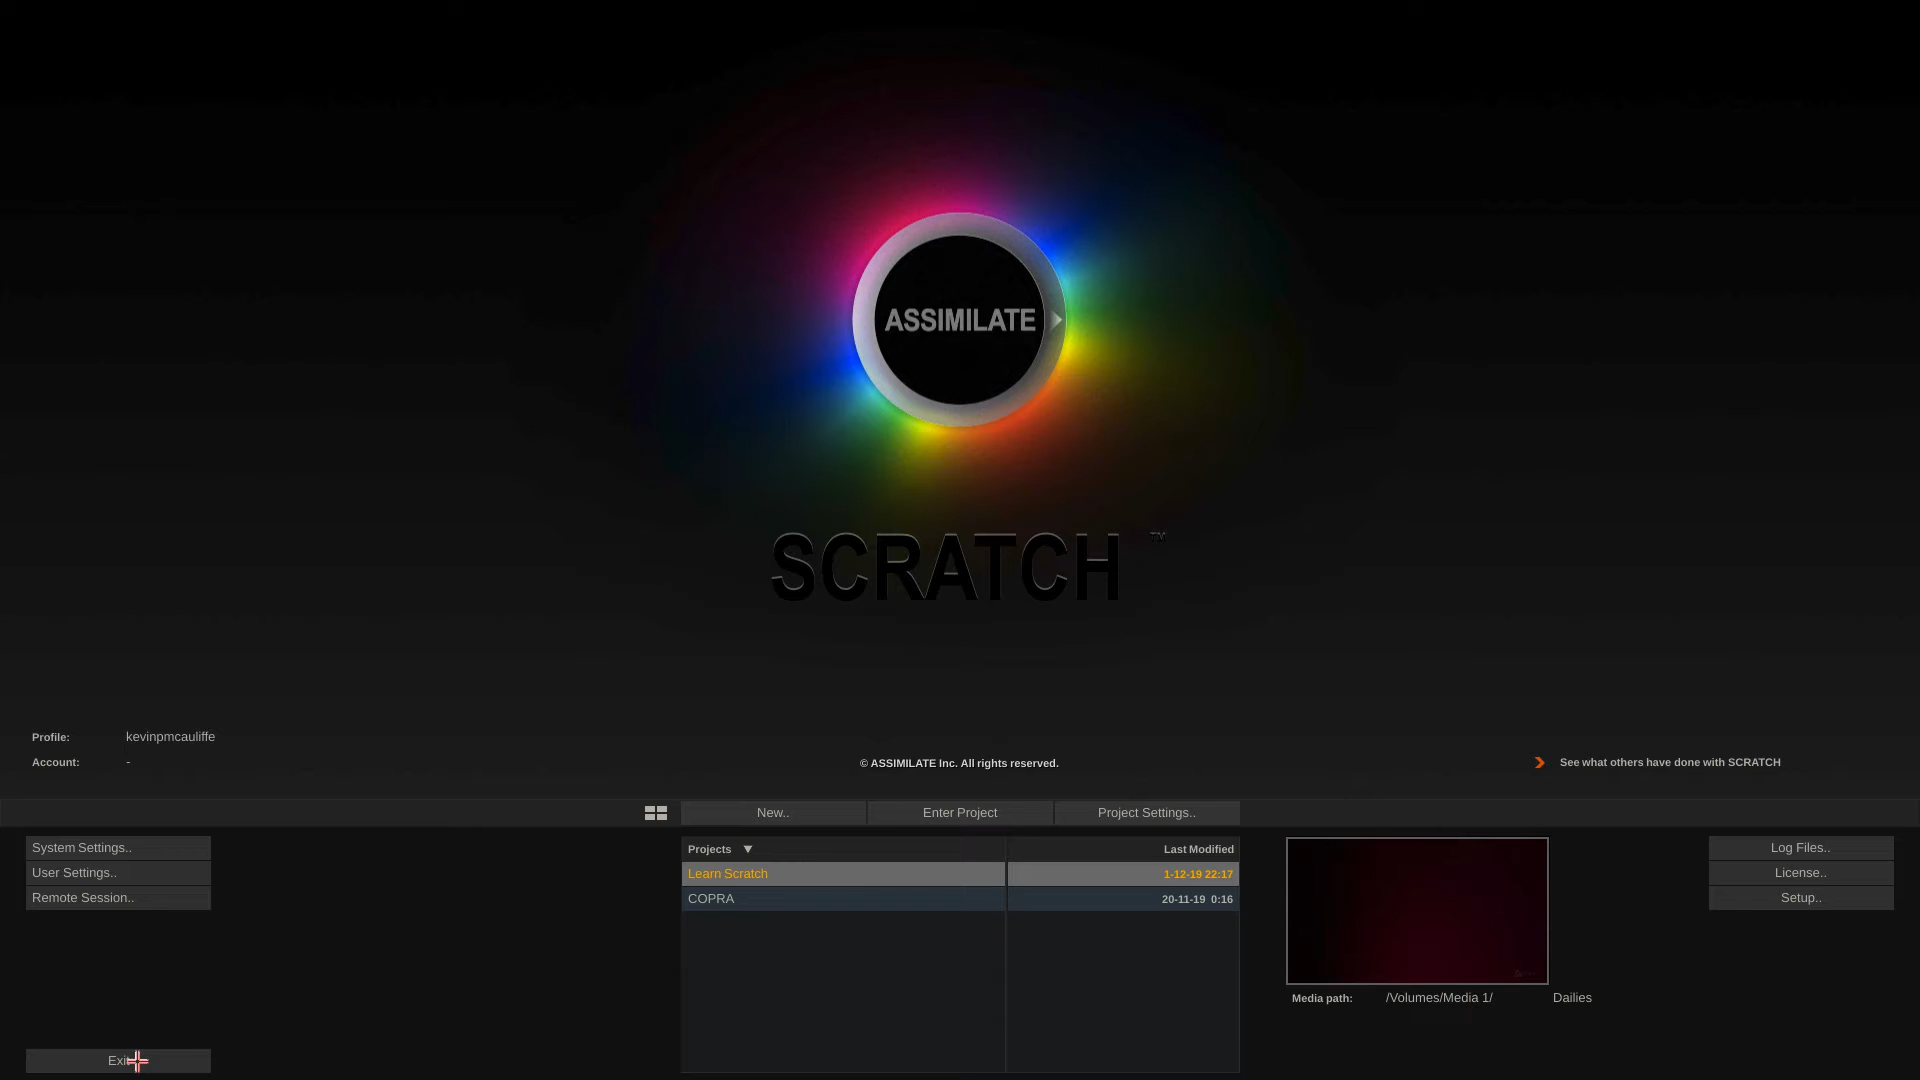 ASSIMILATE
SCRATCH ™
Profile: kevinpmcauliffe
Account: -
© ASSIMILATE Inc. All rights reserved.
See what others have done with SCRATCH
New.. Enter Project Project Settings..
System Settings..
User Settings..
Remote Session..
Exit
Projects Last Modified
Learn Scratch 1-12-19 22:17
COPRA 20-11-19 0:16
Media path: /Volumes/Media 1/ Dailies
Log Files..
License..
Setup..